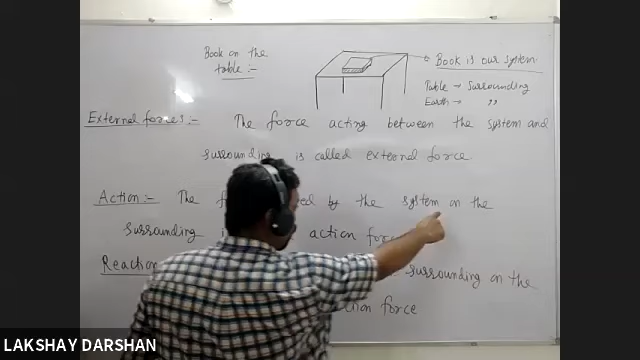 Book on the
table :-
Book is our system
Table → Surrounding
Earth → "
External forces :- The force acting between the system and
surrounding is called external force
Action :- The by the system on the
surrounding action force
Reaction surrounding on the
force
LAKSHAY DARSHAN